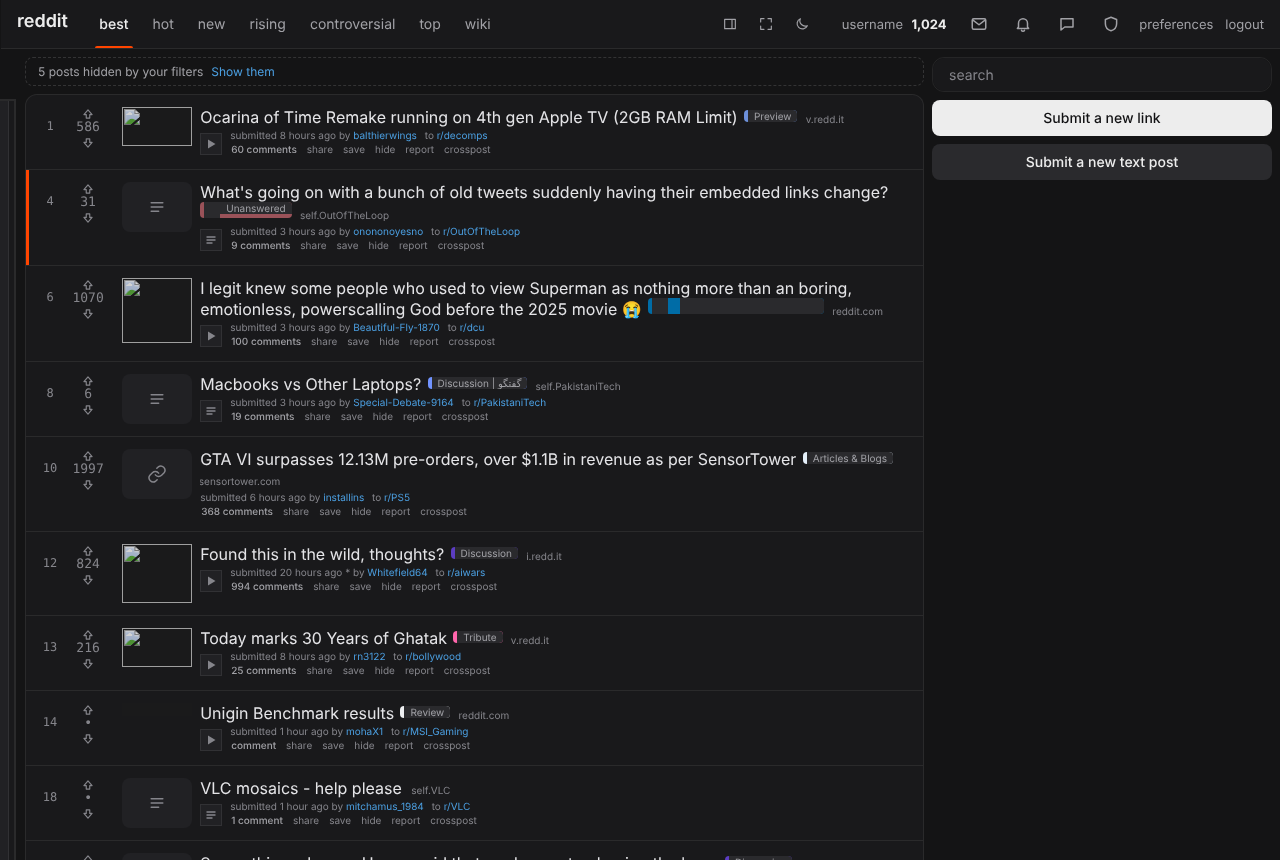 reddit best hot new rising controversial top wiki username 1,024 preferences logout
5 posts hidden by your filters Show them
search
Submit a new link
Submit a new text post
1 586 Ocarina of Time Remake running on 4th gen Apple TV (2GB RAM Limit) Preview v.redd.it
submitted 8 hours ago by balthierwings to r/decomps
60 comments share save hide report crosspost
4 31 What's going on with a bunch of old tweets suddenly having their embedded links change?
Unanswered self.OutOfTheLoop
submitted 3 hours ago by onononoyesno to r/OutOfTheLoop
9 comments share save hide report crosspost
6 1070 I legit knew some people who used to view Superman as nothing more than an boring,
emotionless, powerscalling God before the 2025 movie 😭 reddit.com
submitted 3 hours ago by Beautiful-Fly-1870 to r/dcu
100 comments share save hide report crosspost
8 6 Macbooks vs Other Laptops? Discussion | گفتگو self.PakistaniTech
submitted 3 hours ago by Special-Debate-9164 to r/PakistaniTech
19 comments share save hide report crosspost
10 1997 GTA VI surpasses 12.13M pre-orders, over $1.1B in revenue as per SensorTower Articles & Blogs
sensortower.com
submitted 6 hours ago by installins to r/PS5
368 comments share save hide report crosspost
12 824 Found this in the wild, thoughts? Discussion i.redd.it
submitted 20 hours ago * by Whitefield64 to r/aiwars
994 comments share save hide report crosspost
13 216 Today marks 30 Years of Ghatak Tribute v.redd.it
submitted 8 hours ago by rn3122 to r/bollywood
25 comments share save hide report crosspost
14 • Unigin Benchmark results Review reddit.com
submitted 1 hour ago by mohaX1 to r/MSI_Gaming
comment share save hide report crosspost
18 • VLC mosaics - help please self.VLC
submitted 1 hour ago by mitchamus_1984 to r/VLC
1 comment share save hide report crosspost